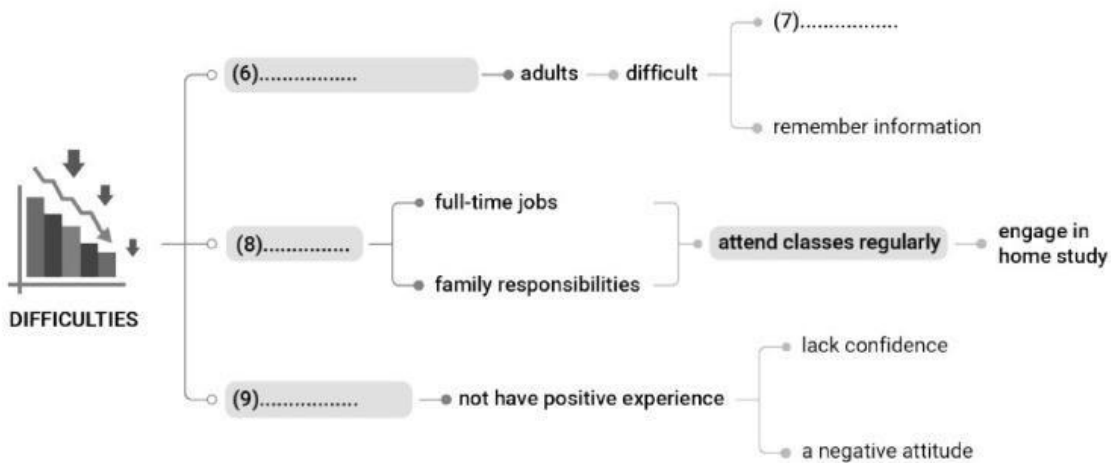 (7)..................
(6)................. adults difficult
remember information
full-time jobs
(8)............... attend classes regularly engage in
home study
family responsibilities
DIFFICULTIES
lack confidence
(9)................. not have positive experience
a negative attitude